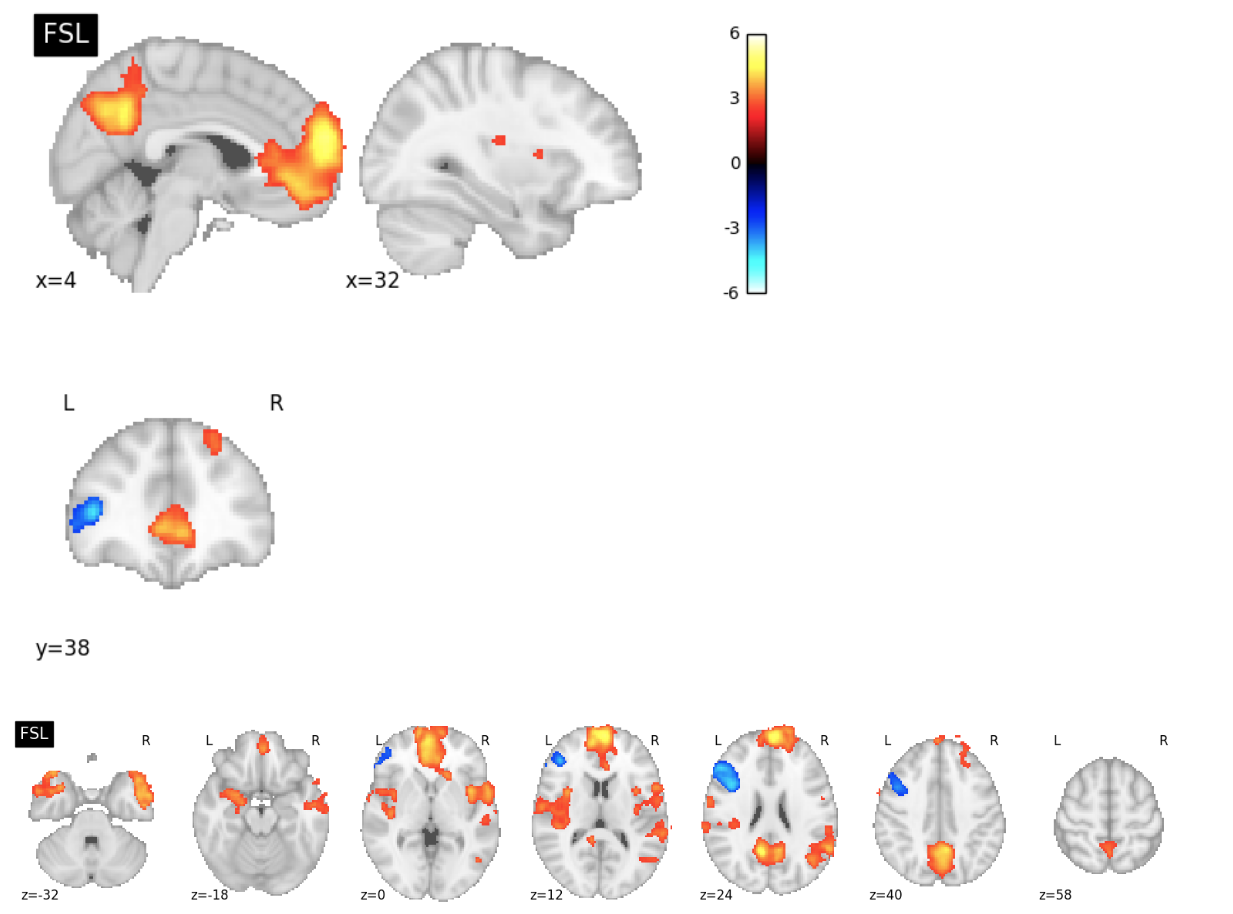 FSL
6
3
0
-3
-6
x=4
x=32
L R
y=38
FSL
R
L R
L R
L R
L R
L R
L R
z=-32
z=-18
z=0
z=12
z=24
z=40
z=58